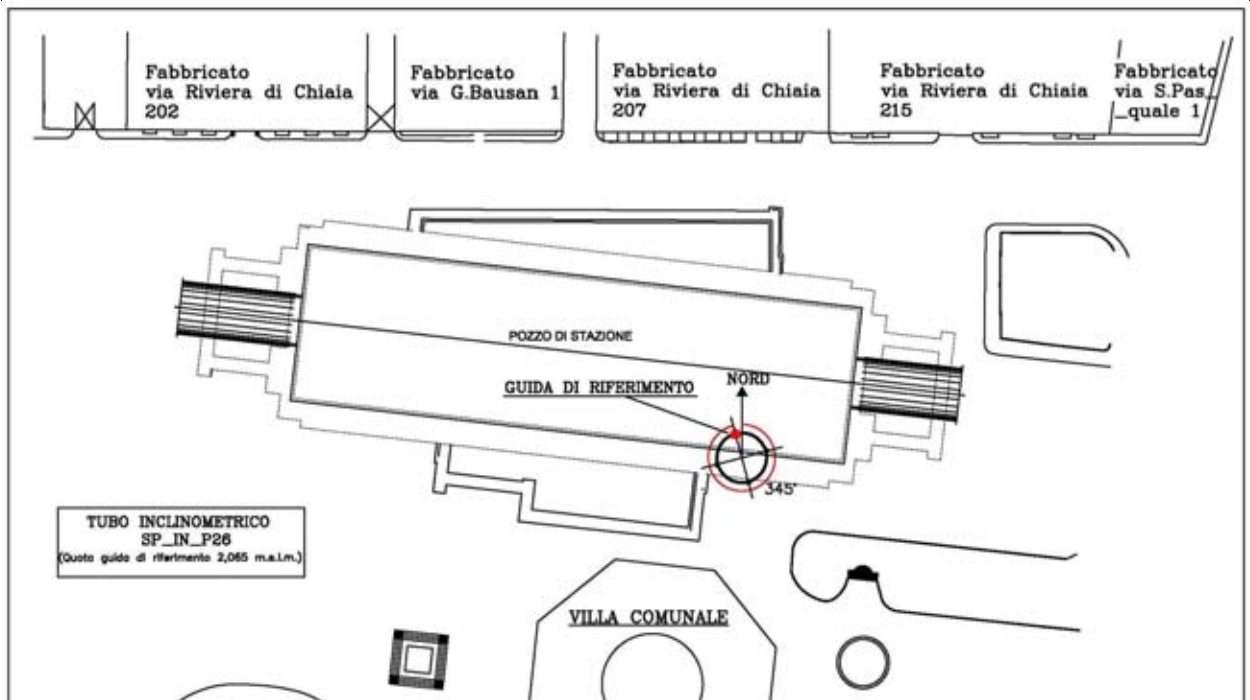 Fabbricato
via Riviera di Chiaia
202
Fabbricato
via G.Bausan 1
Fabbricato
via Riviera di Chiaia
207
Fabbricato
via Riviera di Chiaia
215
Fabbricato
via S.Pas_
_quale 1
POZZO DI STAZIONE
GUIDA DI RIFERIMENTO
NORD
345°
TUBO INCLINOMETRICO
SP_IN_P26
(Quota guida di riferimento 2,065 m.s.l.m.)
VILLA COMUNALE